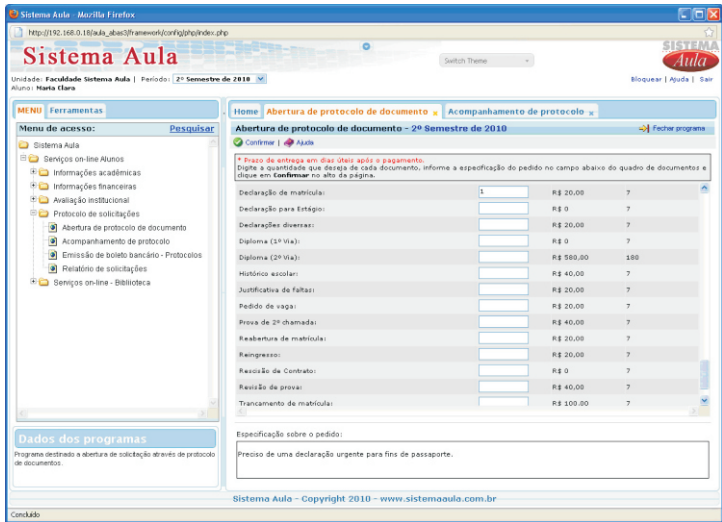 Sistema Aula - Mozilla Firefox
http://192.168.0.18/aula_abas3/framework/config/php/index.php
Sistema Aula
Switch Theme
SISTEMA
Aula
Unidade: Faculdade Sistema Aula | Período: 2º Semestre de 2010
Aluno: Maria Clara
Bloquear | Ajuda | Sair
MENU Ferramentas
Home Abertura de protocolo de documento x Acompanhamento de protocolo x
Menu de acesso: Pesquisar
Abertura de protocolo de documento - 2º Semestre de 2010 Fechar programa
Confirmar | Ajuda
Sistema Aula
Serviços on-line Alunos
Informações acadêmicas
Informações financeiras
Avaliação institucional
Protocolo de solicitações
Abertura de protocolo de documento
Acompanhamento de protocolo
Emissão de boleto bancário - Protocolos
Relatório de solicitações
Serviços on-line - Biblioteca
* Prazo de entrega em dias úteis após o pagamento.
Digite a quantidade que deseja de cada documento, informe a especificação do pedido no campo abaixo do quadro de documentos e
clique em Confirmar no alto da página.
Declaração de matrícula: 1 R$ 20,00 7
Declaração para Estágio: R$ 0 7
Declarações diversas: R$ 20,00 7
Diploma (1ª Via): R$ 0 7
Diploma (2ª Via): R$ 580,00 180
Histórico escolar: R$ 40,00 7
Justificativa de faltas: R$ 20,00 7
Pedido de vaga: R$ 20,00 7
Prova de 2ª chamada: R$ 40,00 7
Reabertura de matrícula: R$ 20,00 7
Reingresso: R$ 20,00 7
Rescisão de Contrato: R$ 0 7
Revisão de prova: R$ 40,00 7
Trancamento de matrícula: R$ 100,00 7
Dados dos programas
Programa destinado a abertura de solicitação através de protocolo
de documentos.
Especificação sobre o pedido:
Preciso de uma declaração urgente para fins de passaporte.
Sistema Aula - Copyright 2010 - www.sistemaaula.com.br
Concluído